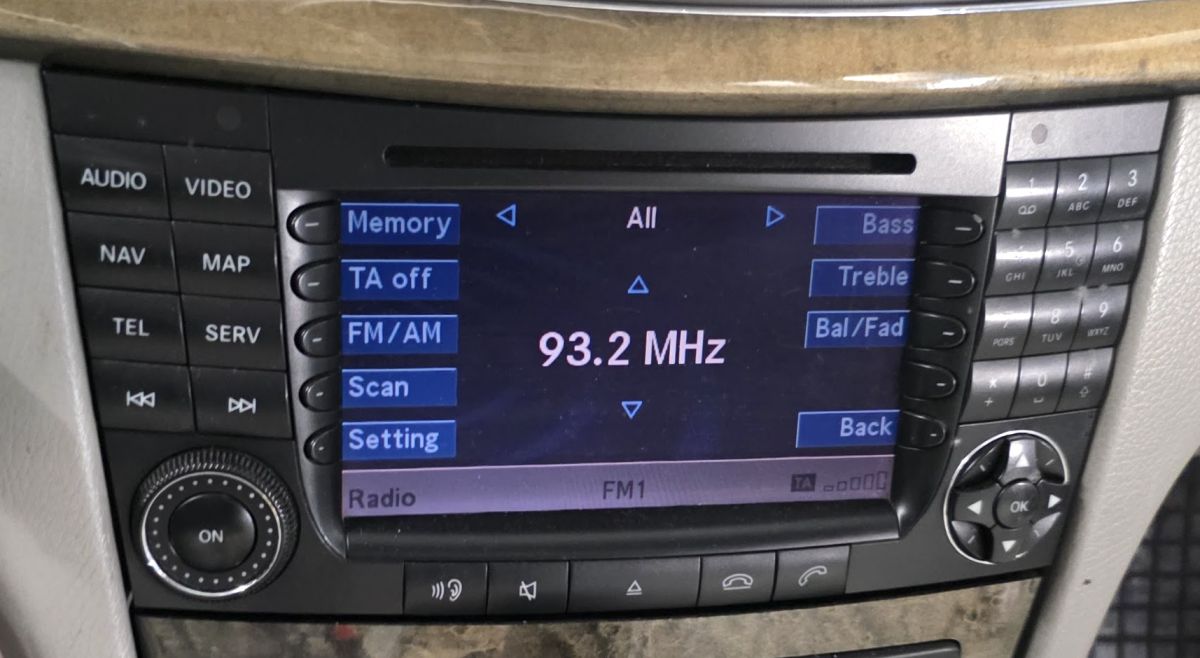 AUDIO
VIDEO
NAV
MAP
TEL
SERV
ON
Memory
TA off
FM/AM
Scan
Setting
All
93.2 MHz
Bass
Treble
Bal/Fad
Back
Radio
FM1
TA
1
2
ABC
3
DEF
GHI
5
JKL
6
MNO
PQRS
8
TUV
9
WXYZ
*
+
0
#
OK